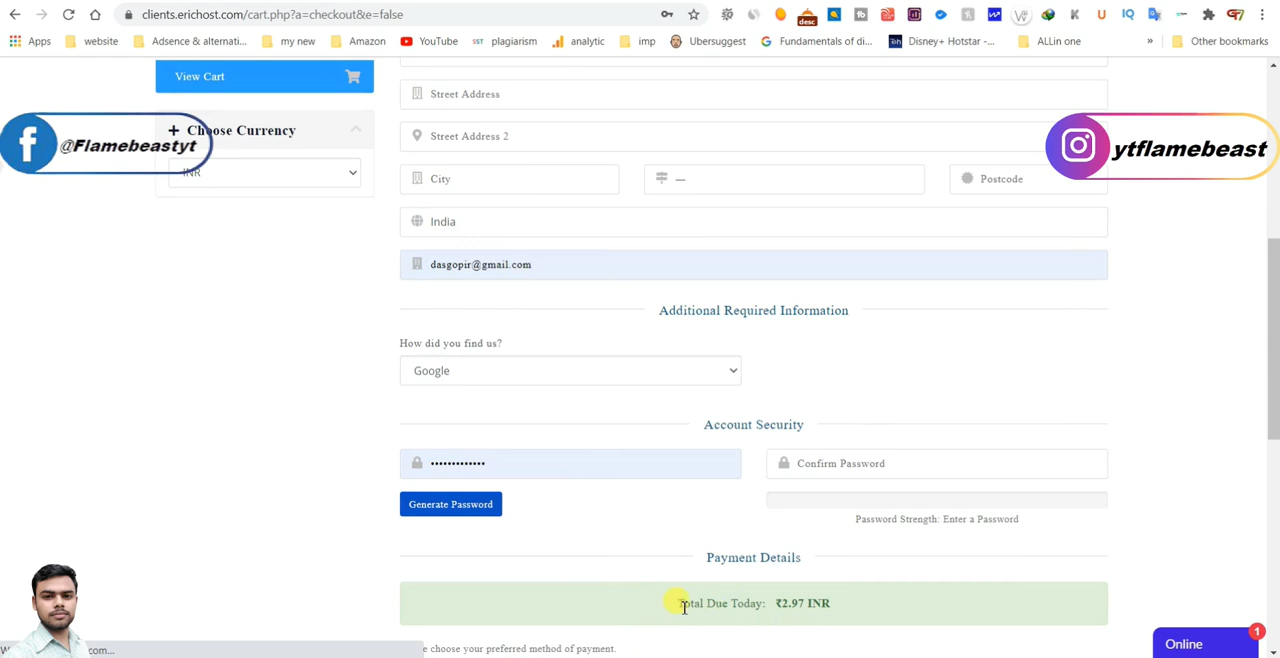 clients.erichost.com/cart.php?a=checkout&e=false
desc
Apps website Adsence & alternati... my new Amazon YouTube SST plagiarism analytic imp Ubersuggest Fundamentals of di... Disney+ Hotstar -... ALLin one » Other bookmarks
View Cart
Street Address
Choose Currency
@Flamebeastyt
Street Address 2
ytflamebeast
INR
City
—
Postcode
India
dasgopir@gmail.com
Additional Required Information
How did you find us?
Google
Account Security
•••••••••••••
Confirm Password
Generate Password
Password Strength: Enter a Password
Payment Details
Total Due Today: ₹2.97 INR
e choose your preferred method of payment.
Online
1
com...